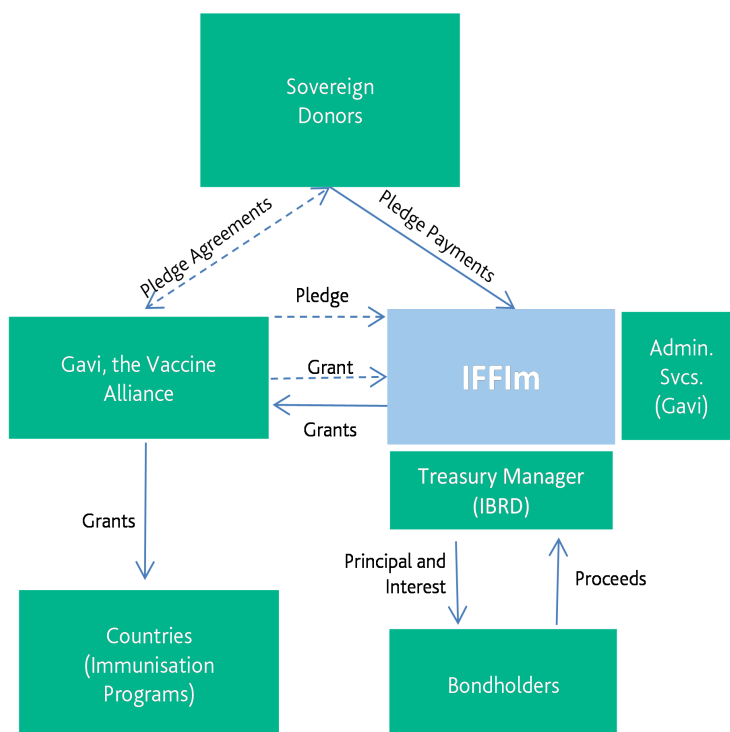 Sovereign
Donors
Pledge Agreements
Pledge Payments
Pledge
Gavi, the Vaccine
Alliance
Grant
Grants
IFFIm
Admin.
Svcs.
(Gavi)
Treasury Manager
(IBRD)
Grants
Principal and
Interest
Proceeds
Countries
(Immunisation
Programs)
Bondholders